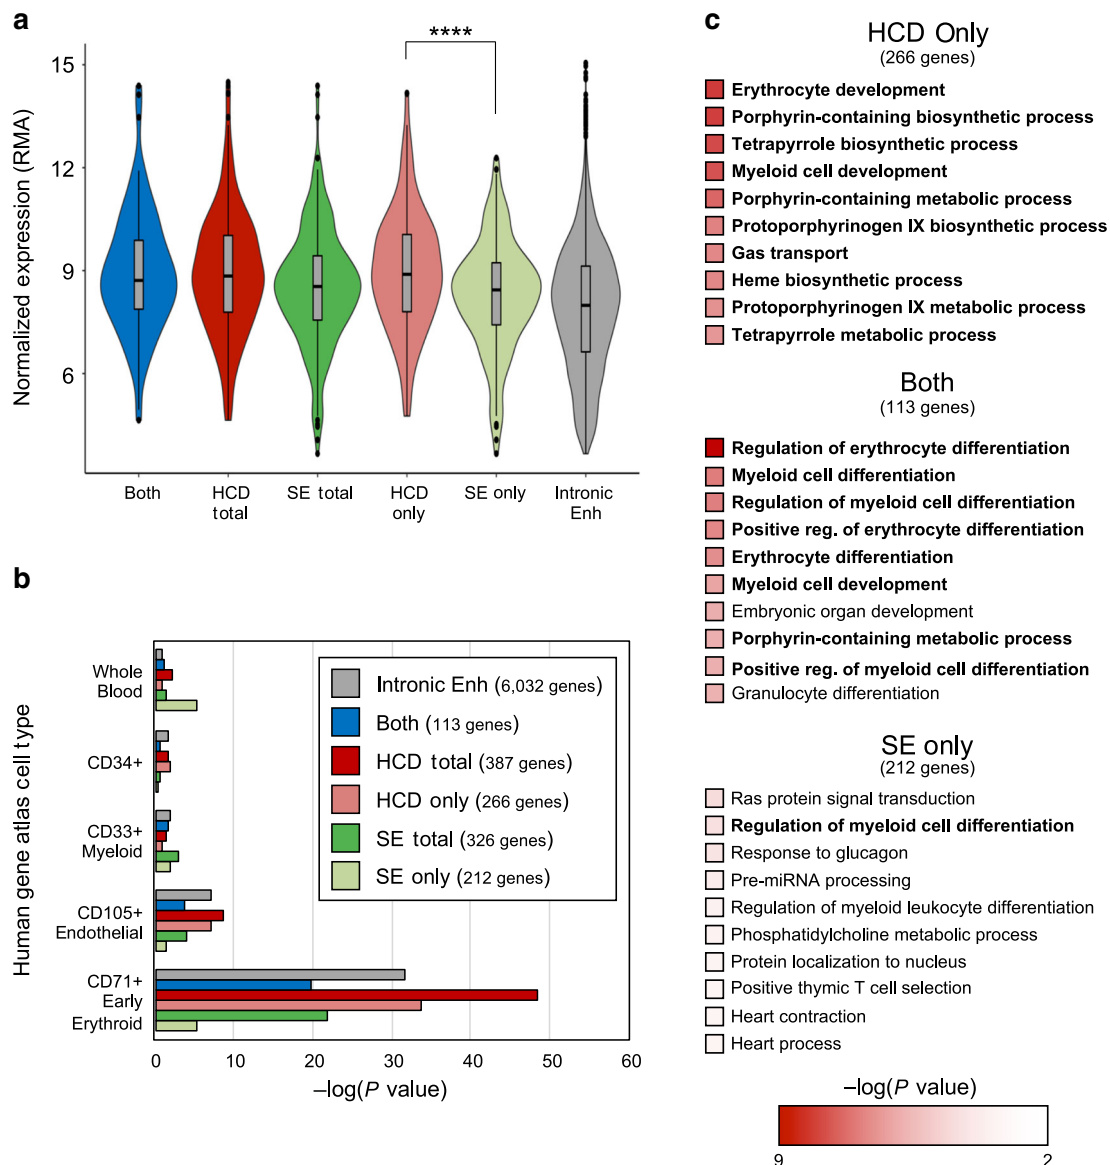 a
Normalized expression (RMA)
15
12
9
6
****
Both
HCD
total
SE total
HCD
only
SE only
Intronic
Enh
b
Human gene atlas cell type
Whole
Blood
CD34+
CD33+
Myeloid
CD105+
Endothelial
CD71+
Early
Erythroid
Intronic Enh (6,032 genes)
Both (113 genes)
HCD total (387 genes)
HCD only (266 genes)
SE total (326 genes)
SE only (212 genes)
0 10 20 30 40 50 60
–log(P value)
c
HCD Only
(266 genes)
Erythrocyte development
Porphyrin-containing biosynthetic process
Tetrapyrrole biosynthetic process
Myeloid cell development
Porphyrin-containing metabolic process
Protoporphyrinogen IX biosynthetic process
Gas transport
Heme biosynthetic process
Protoporphyrinogen IX metabolic process
Tetrapyrrole metabolic process
Both
(113 genes)
Regulation of erythrocyte differentiation
Myeloid cell differentiation
Regulation of myeloid cell differentiation
Positive reg. of erythrocyte differentiation
Erythrocyte differentiation
Myeloid cell development
Embryonic organ development
Porphyrin-containing metabolic process
Positive reg. of myeloid cell differentiation
Granulocyte differentiation
SE only
(212 genes)
Ras protein signal transduction
Regulation of myeloid cell differentiation
Response to glucagon
Pre-miRNA processing
Regulation of myeloid leukocyte differentiation
Phosphatidylcholine metabolic process
Protein localization to nucleus
Positive thymic T cell selection
Heart contraction
Heart process
–log(P value)
9 2